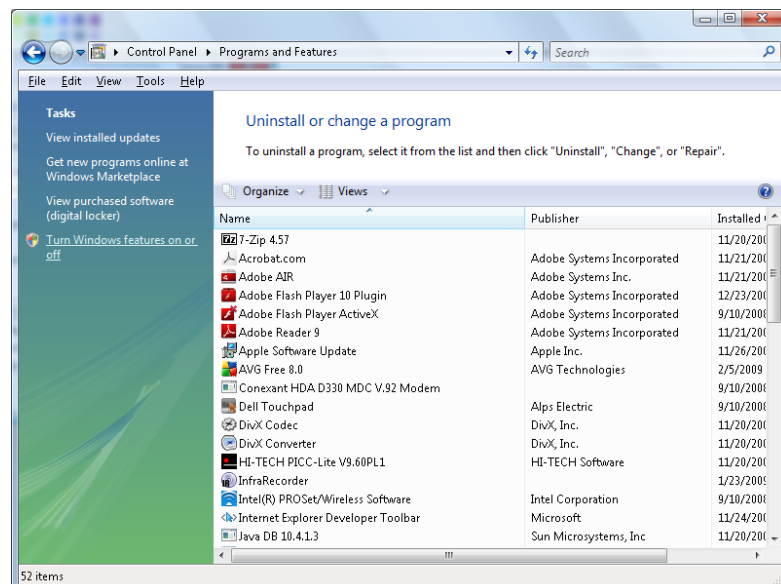 Control Panel Programs and Features Search
File Edit View Tools Help
Tasks
View installed updates
Get new programs online at
Windows Marketplace
View purchased software
(digital locker)
Turn Windows features on or
off
Uninstall or change a program
To uninstall a program, select it from the list and then click "Uninstall", "Change", or "Repair".
Organize Views
Name Publisher Installed
7-Zip 4.57 11/20/200
Acrobat.com Adobe Systems Incorporated 11/21/200
Adobe AIR Adobe Systems Inc. 11/21/200
Adobe Flash Player 10 Plugin Adobe Systems Incorporated 12/23/200
Adobe Flash Player ActiveX Adobe Systems Incorporated 9/10/2008
Adobe Reader 9 Adobe Systems Incorporated 11/21/200
Apple Software Update Apple Inc. 11/26/200
AVG Free 8.0 AVG Technologies 2/5/2009
Conexant HDA D330 MDC V.92 Modem 9/10/2008
Dell Touchpad Alps Electric 9/10/2008
DivX Codec DivX, Inc. 11/20/200
DivX Converter DivX, Inc. 11/20/200
HI-TECH PICC-Lite V9.60PL1 HI-TECH Software 11/20/200
InfraRecorder 1/23/2009
Intel(R) PROSet/Wireless Software Intel Corporation 9/10/2008
Internet Explorer Developer Toolbar Microsoft 11/24/200
Java DB 10.4.1.3 Sun Microsystems, Inc 11/20/200
52 items